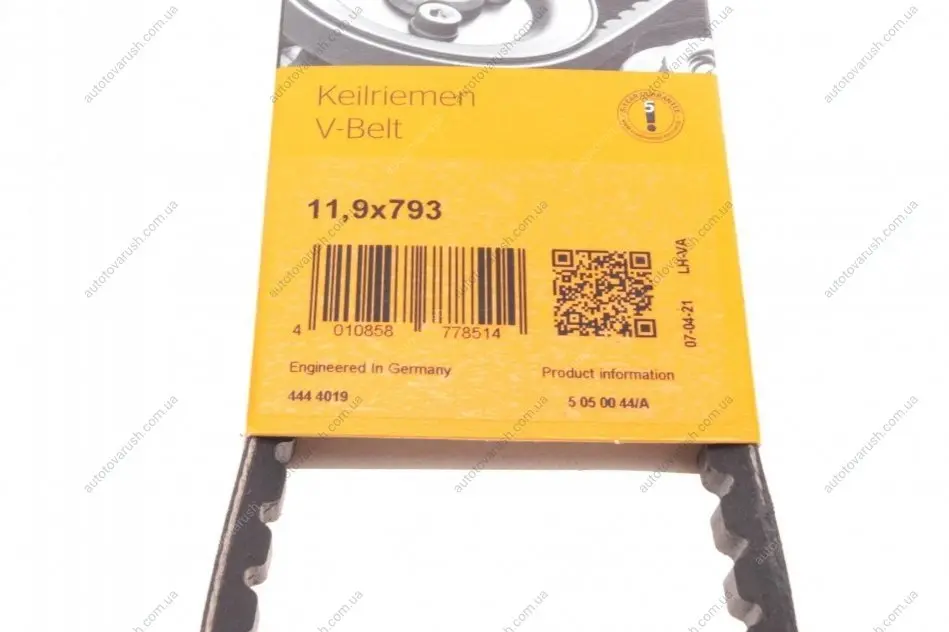 Keilriemen
V-Belt
5
11,9x793
LH-VA
07-04-21
4 010858 778514
Engineered In Germany
Product information
444 4019
5 05 00 44/A
autotovarush.com.ua